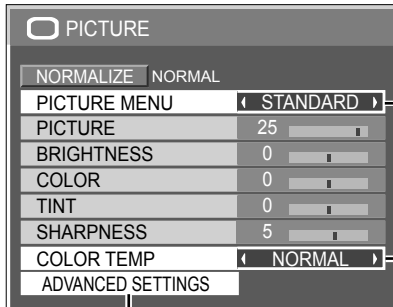 PICTURE
NORMALIZE NORMAL
PICTURE MENU STANDARD
PICTURE 25
BRIGHTNESS 0
COLOR 0
TINT 0
SHARPNESS 5
COLOR TEMP NORMAL
ADVANCED SETTINGS